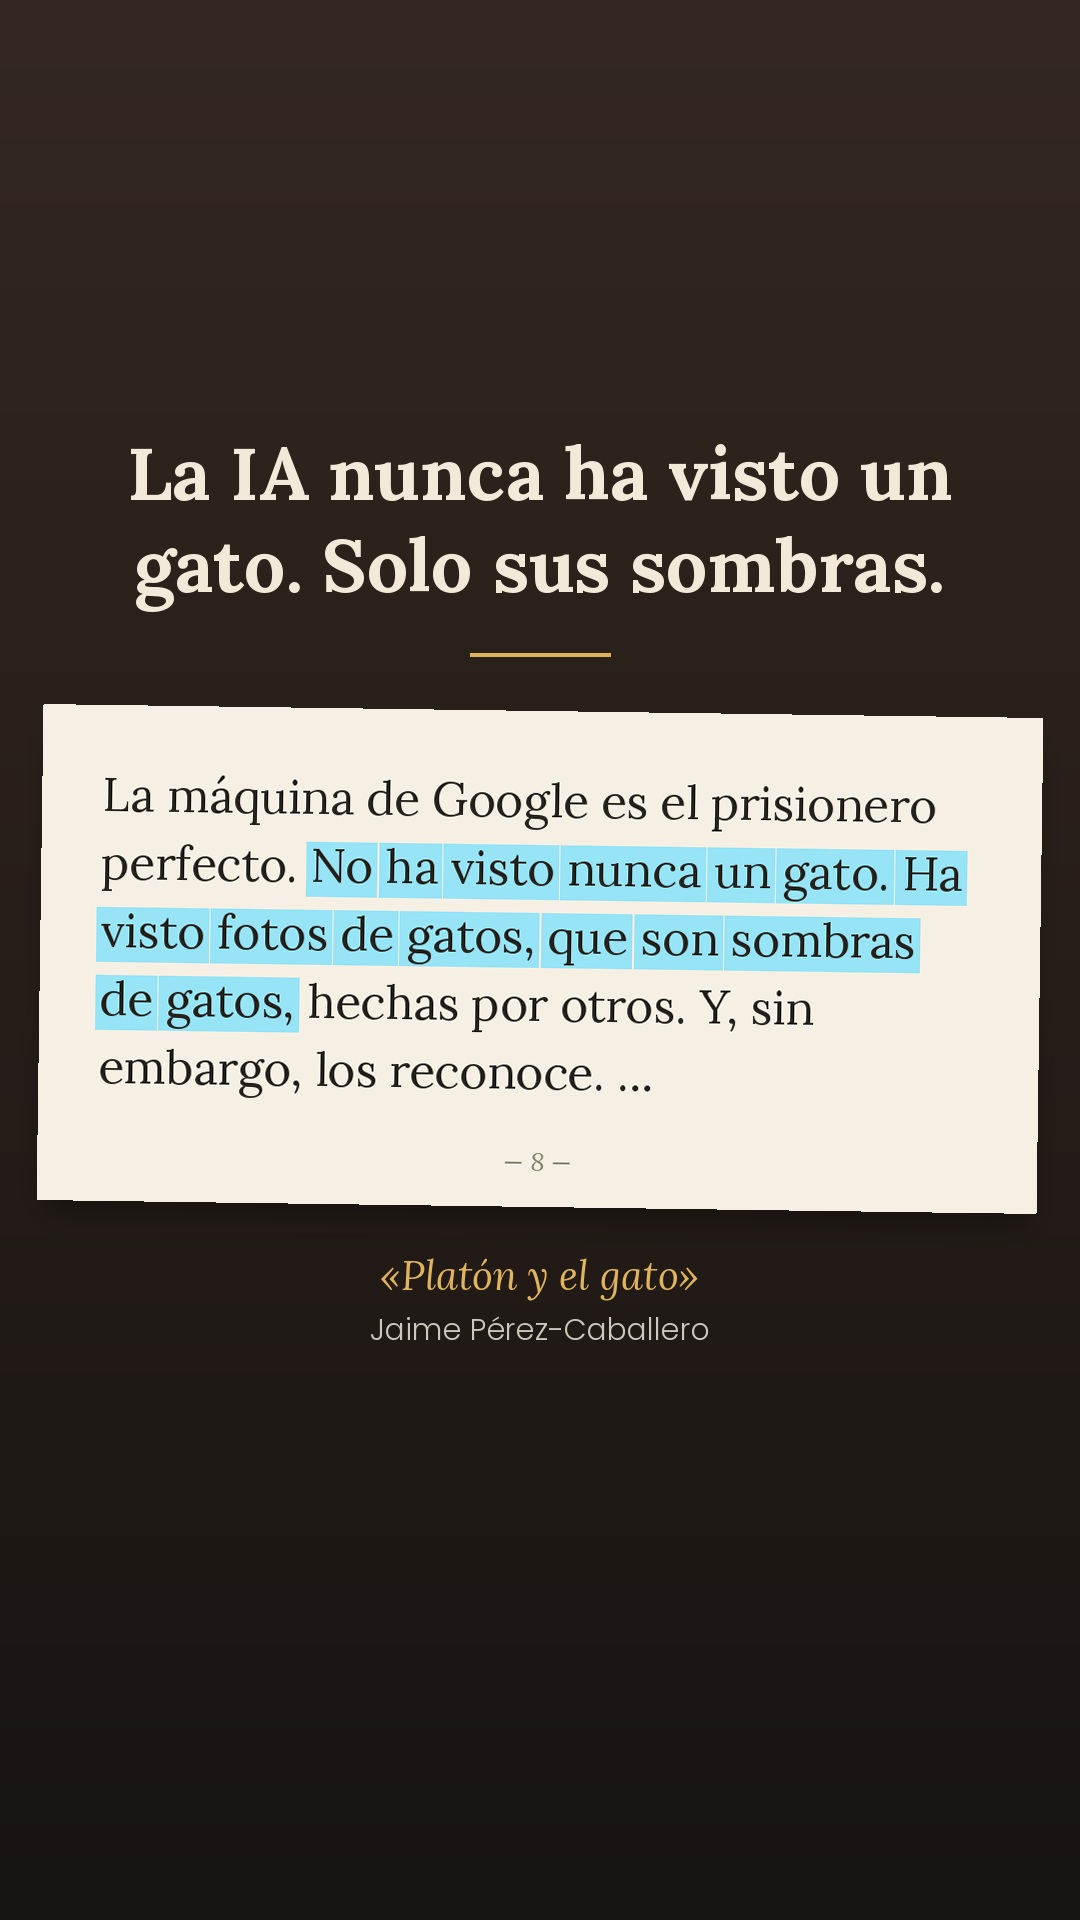 La IA nunca ha visto un
gato. Solo sus sombras.
La máquina de Google es el prisionero
perfecto. No ha visto nunca un gato. Ha
visto fotos de gatos, que son sombras
de gatos, hechas por otros. Y, sin
embargo, los reconoce. ...
— 8 —
«Platón y el gato»
Jaime Pérez-Caballero